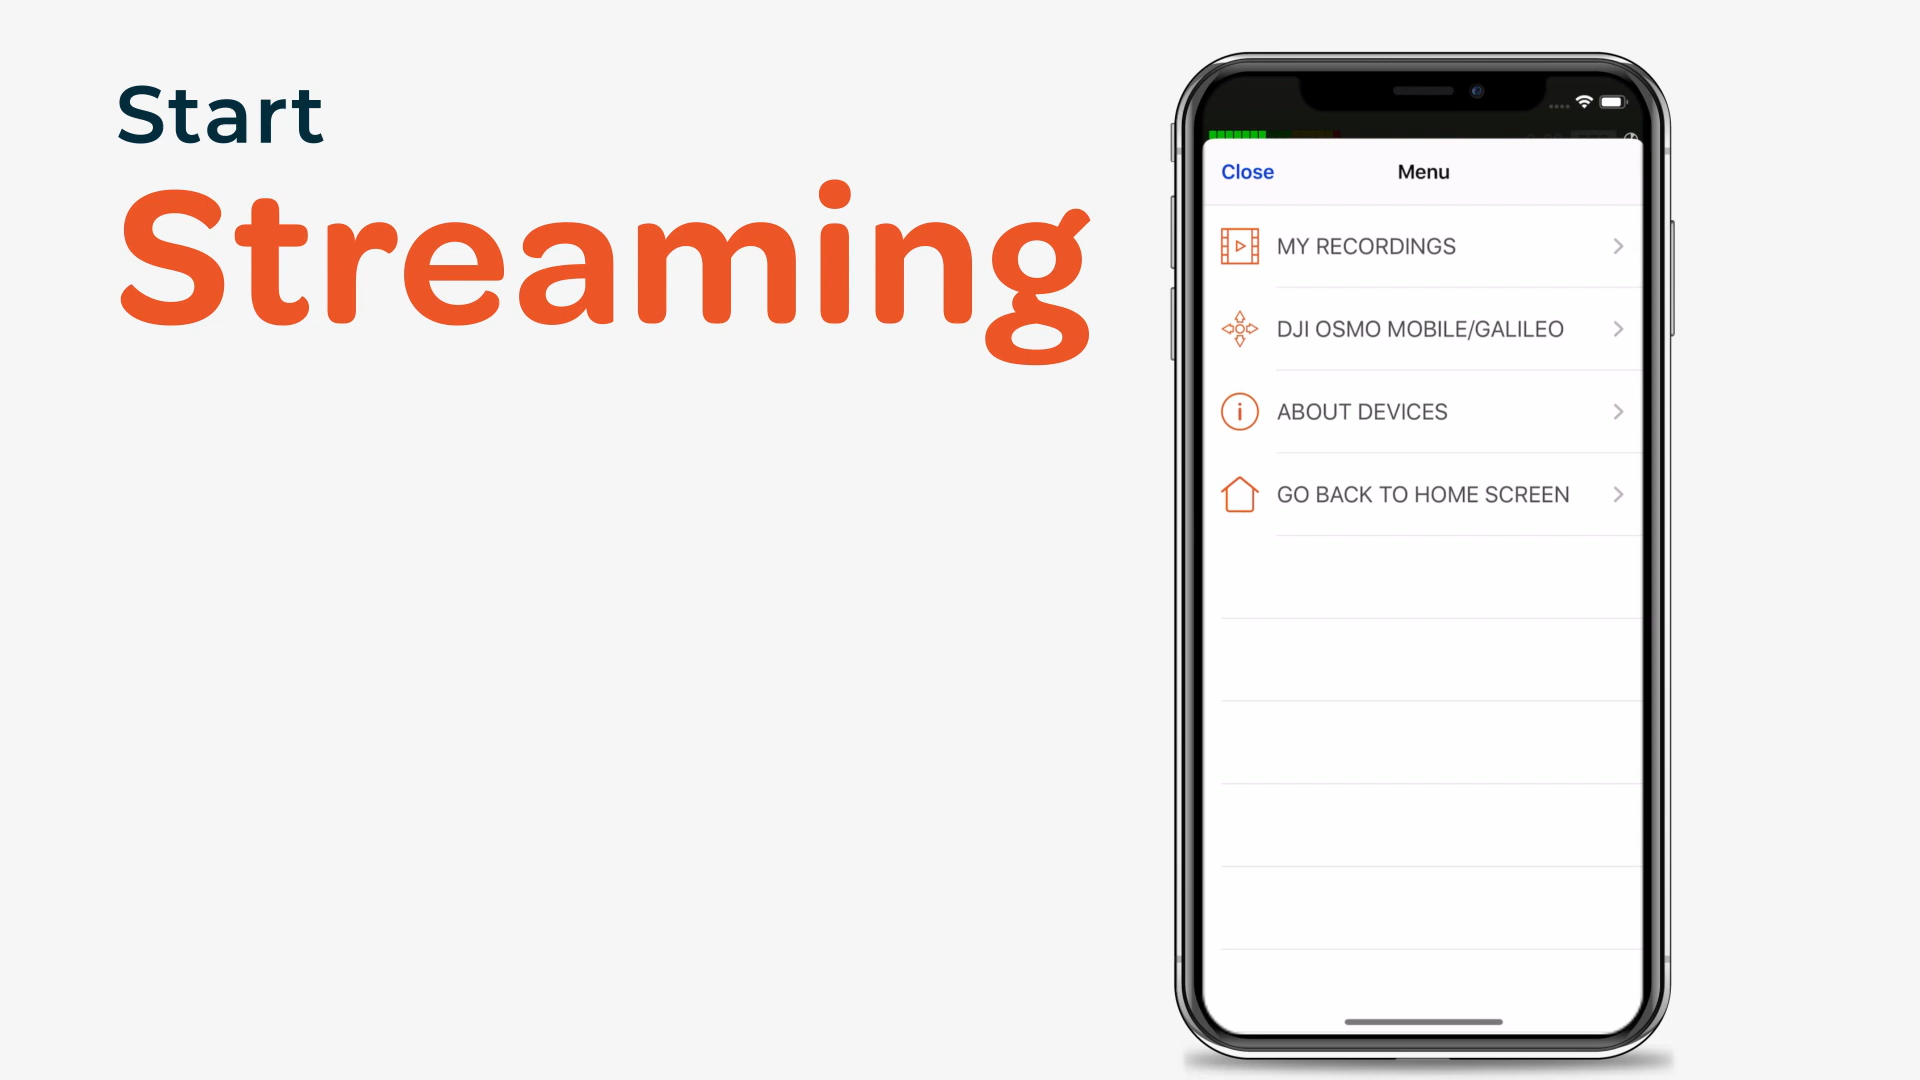 Start
Streaming
Close
Menu
MY RECORDINGS
DJI OSMO MOBILE/GALILEO
ABOUT DEVICES
GO BACK TO HOME SCREEN